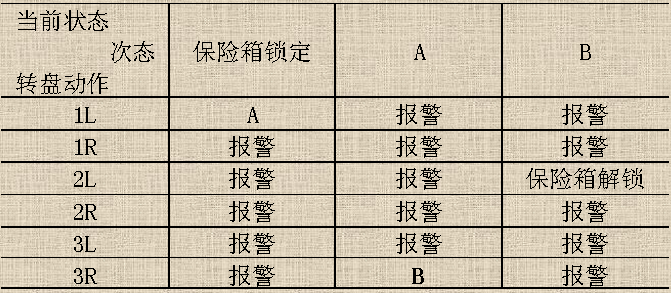 当前状态
次态 保险箱锁定 A B
转盘动作
1L A 报警 报警
1R 报警 报警 报警
2L 报警 报警 保险箱解锁
2R 报警 报警 报警
3L 报警 报警 报警
3R 报警 B 报警